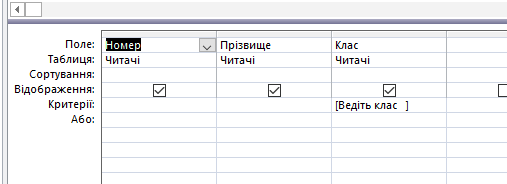 Поле: Номер Прізвище Клас
Таблиця: Читачі Читачі Читачі
Сортування:
Відображення:
Критерії: [Ведіть клас ]
Або: